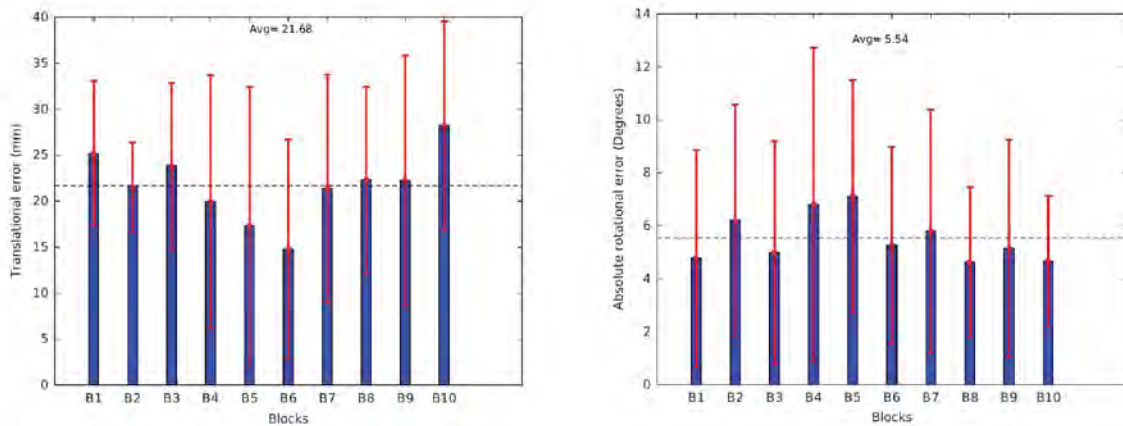 Avg= 21.68
Translational error (mm)
40
35
30
25
20
15
10
5
0
B1 B2 B3 B4 B5 B6 B7 B8 B9 B10
Blocks
Avg= 5.54
Absolute rotational error (Degrees)
14
12
10
8
6
4
2
0
B1 B2 B3 B4 B5 B6 B7 B8 B9 B10
Blocks